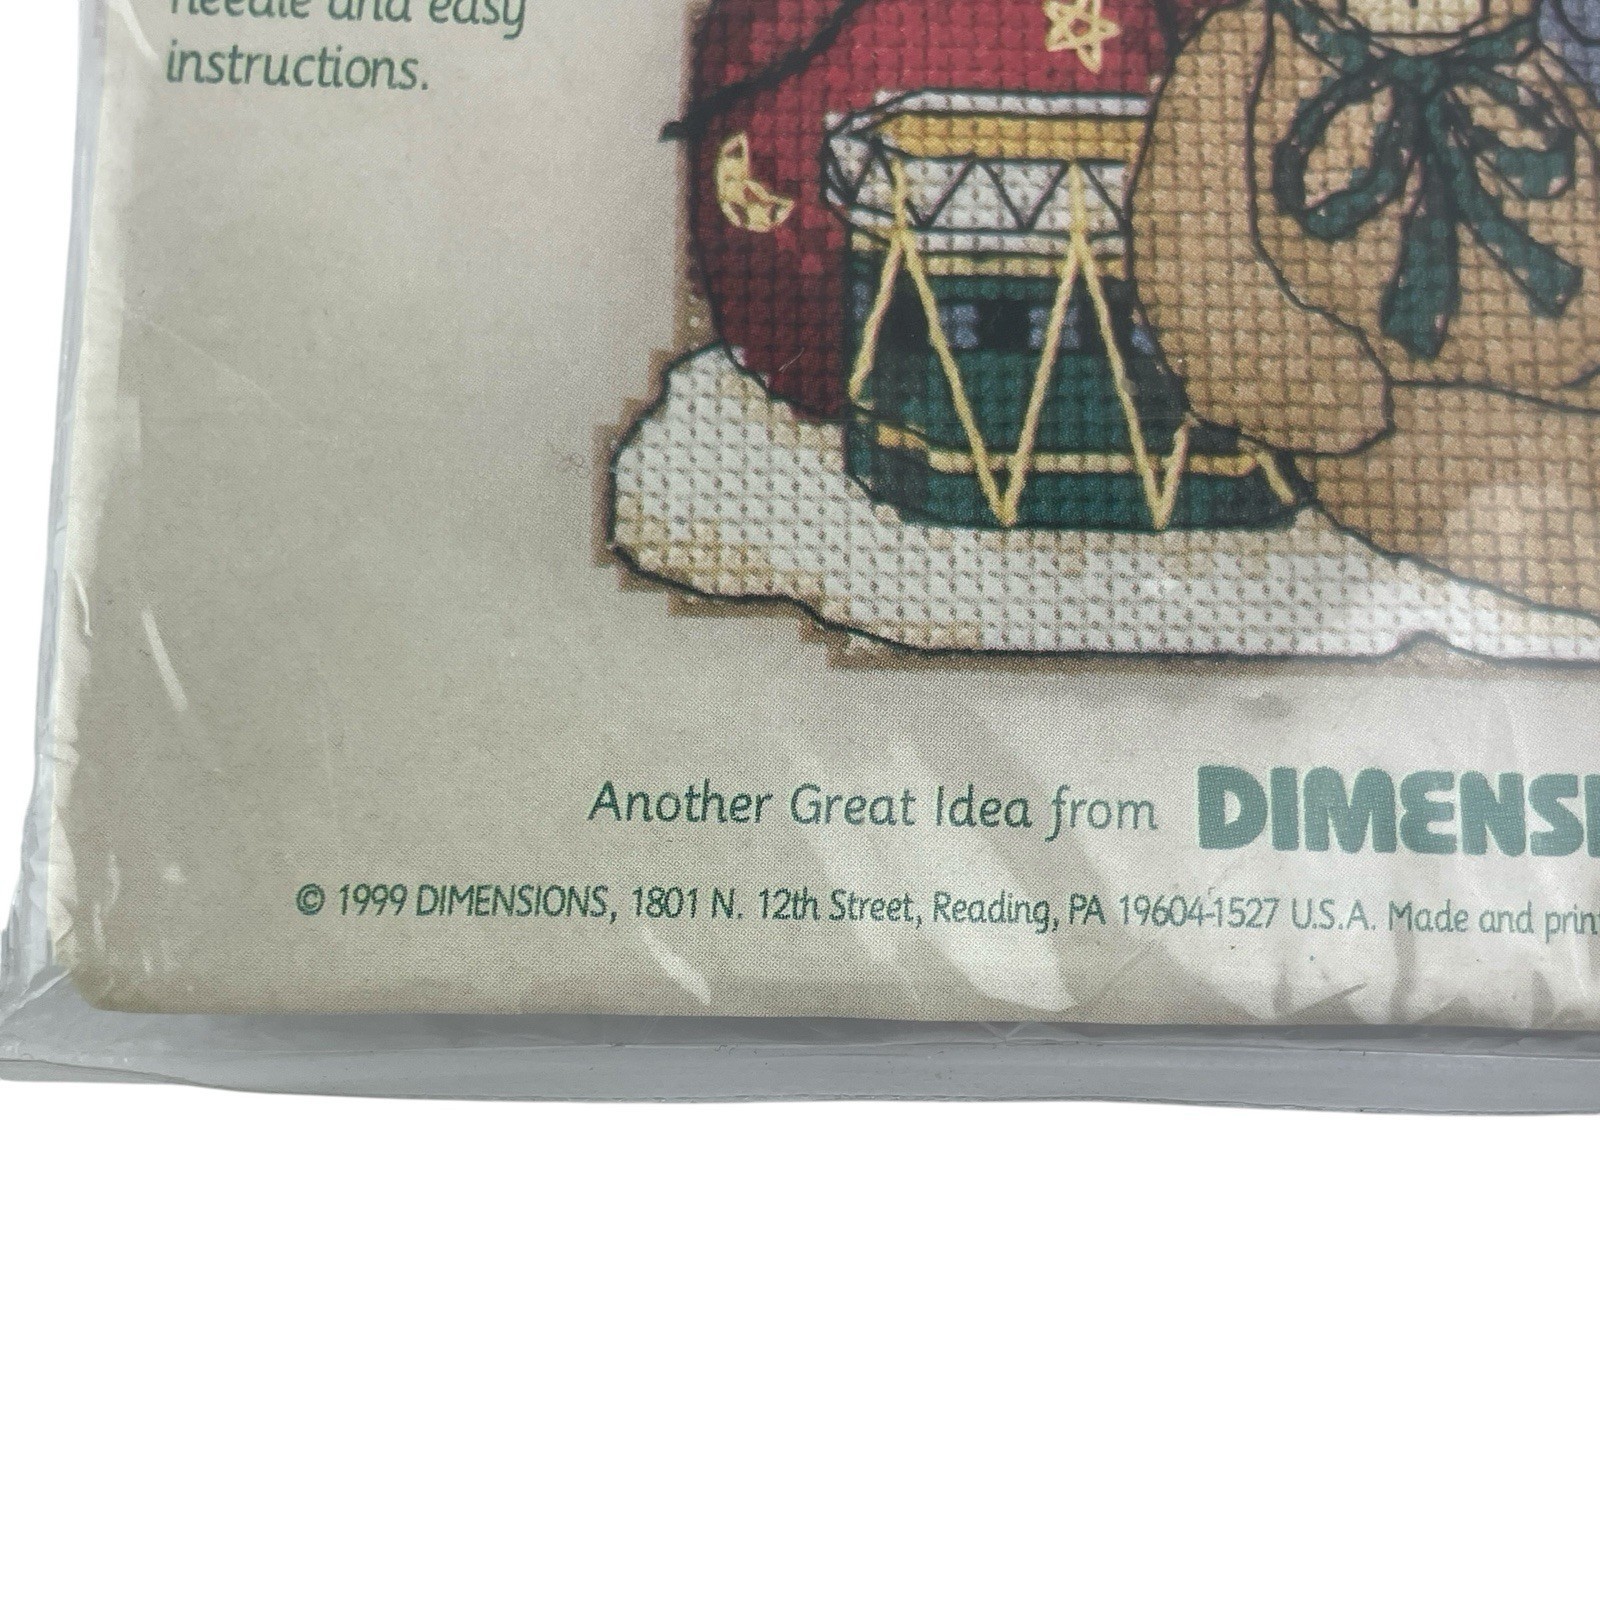 needle and easy
instructions.
Another Great Idea from DIMENSI
© 1999 DIMENSIONS, 1801 N. 12th Street, Reading, PA 19604-1527 U.S.A. Made and prin